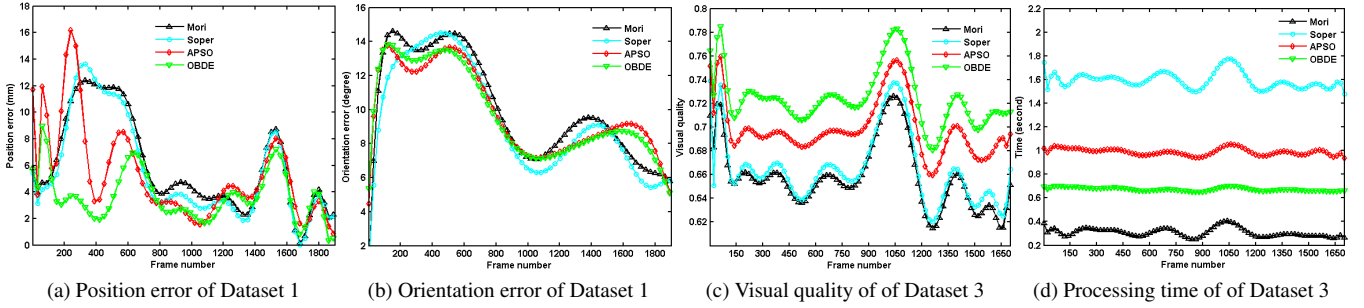 Position error (mm)
18
16
14
12
10
8
6
4
2
0
Mori
Soper
APSO
OBDE
200 400 600 800 1000 1200 1400 1600 1800
Frame number
(a) Position error of Dataset 1
Orientation error (degree)
16
14
12
10
8
6
4
2
Mori
Soper
APSO
OBDE
200 400 600 800 1000 1200 1400 1600 1800
Frame number
(b) Orientation error of Dataset 1
Visual quality
0.8
0.78
0.76
0.74
0.72
0.7
0.68
0.66
0.64
0.62
Mori
Soper
APSO
OBDE
150 300 450 600 750 900 1050 1200 1350 1500 1650
Frame number
(c) Visual quality of of Dataset 3
Time (second)
2
1.8
1.6
1.4
1.2
1
0.8
0.6
0.4
0.2
Mori
Soper
APSO
OBDE
150 300 450 600 750 900 1050 1200 1350 1500 1650
Frame number
(d) Processing time of of Dataset 3